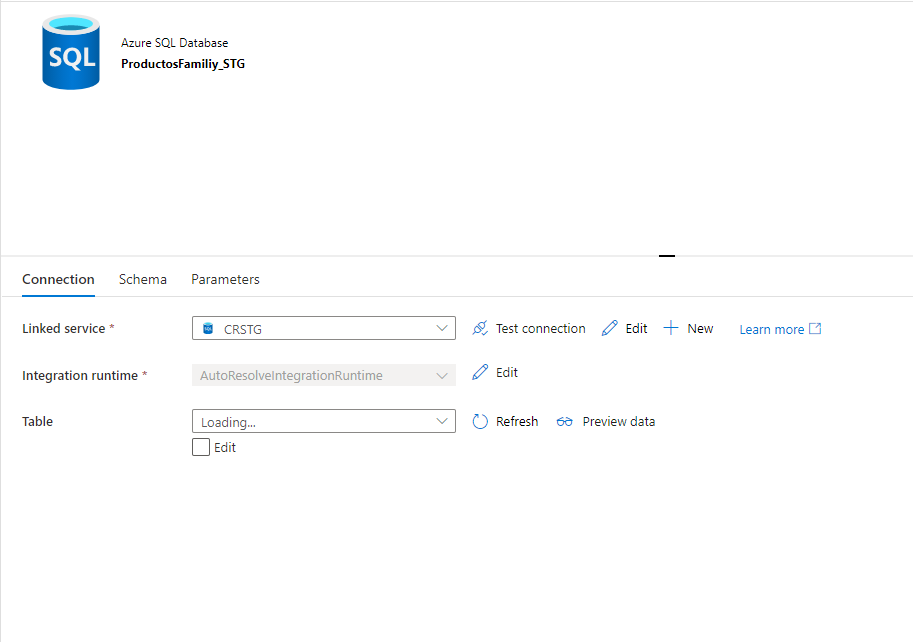 SQL
Azure SQL Database
ProductosFamiliy_STG
Connection Schema Parameters
Linked service * CRSTG Test connection Edit New Learn more
Integration runtime * AutoResolveIntegrationRuntime Edit
Table Loading... Refresh Preview data
Edit